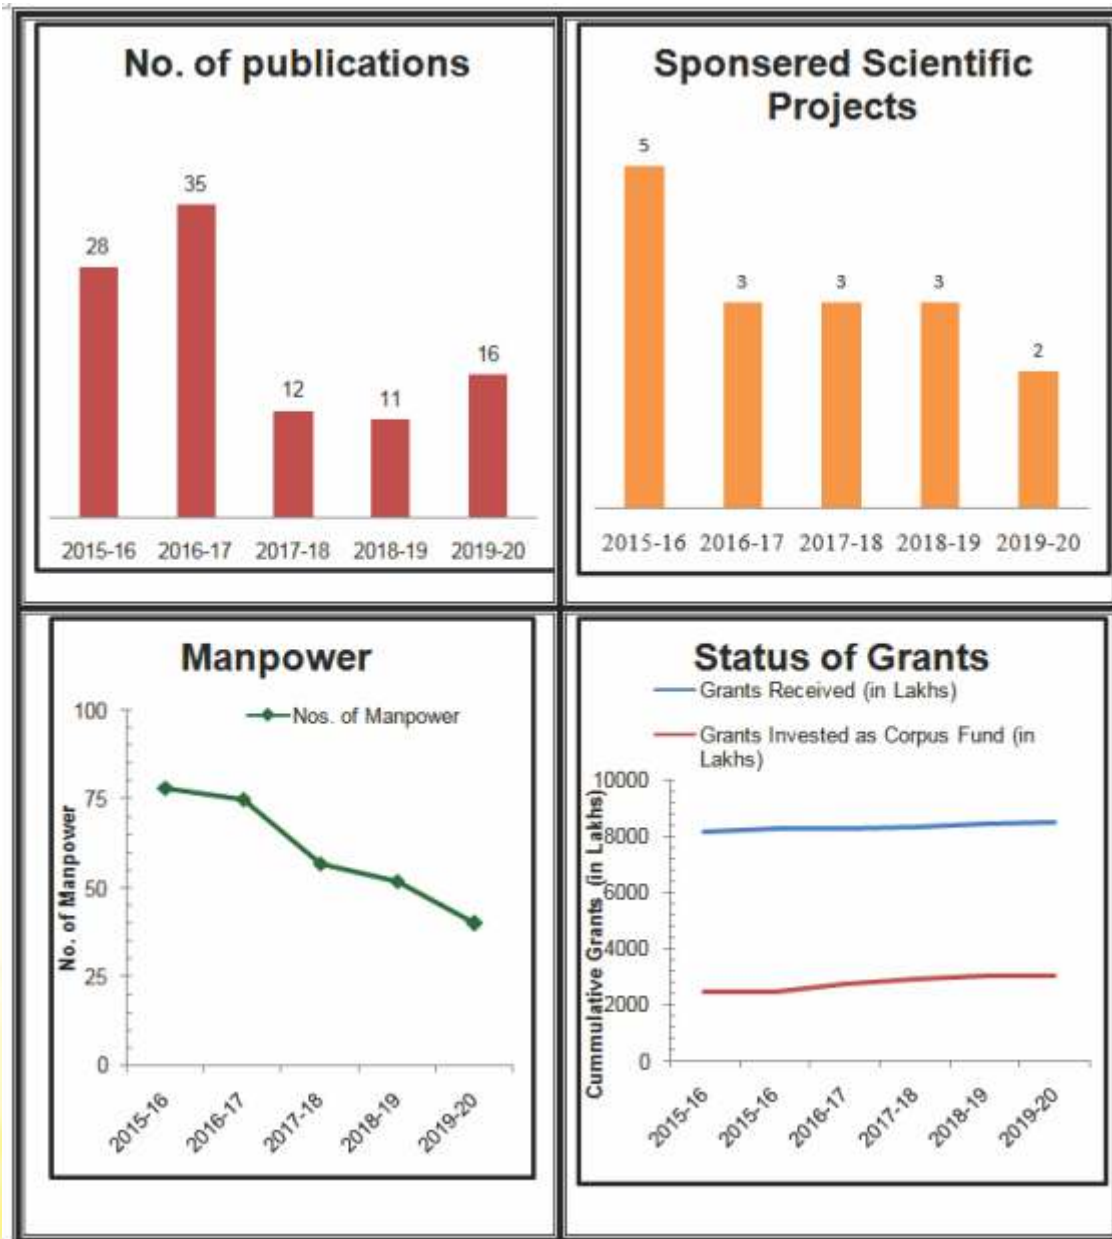 No. of publications
35
28
16
12
11
2015-16 2016-17 2017-18 2018-19 2019-20
Sponsered Scientific
Projects
5
3 3 3
2
2015-16 2016-17 2017-18 2018-19 2019-20
Manpower
Nos. of Manpower
No. of Manpower
100
75
50
25
0
2015-16 2016-17 2017-18 2018-19 2019-20
Status of Grants
Grants Received (in Lakhs)
Grants Invested as Corpus Fund (in
Lakhs)
Cummulative Grants (in Lakhs)
10000
8000
6000
4000
2000
0
2015-16 2015-16 2016-17 2017-18 2018-19 2019-20